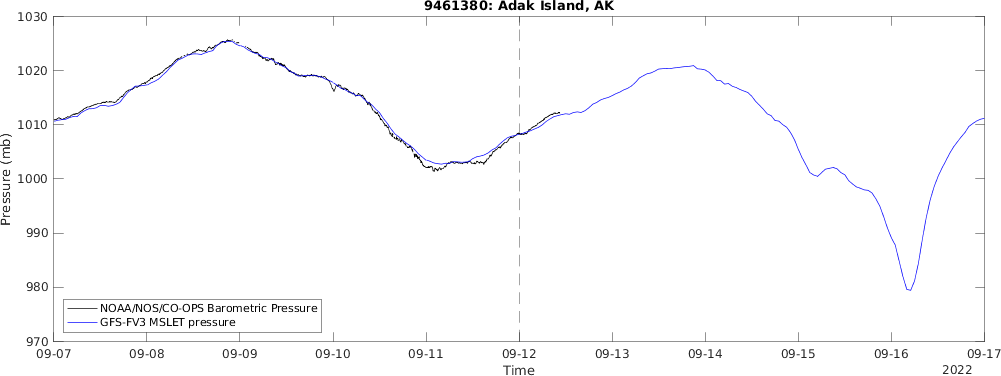 9461380: Adak Island, AK
1030
1020
1010
1000
990
980
970
Pressure (mb)
NOAA/NOS/CO-OPS Barometric Pressure
GFS-FV3 MSLET pressure
09-07 09-08 09-09 09-10 09-11 09-12 09-13 09-14 09-15 09-16 09-17
Time
2022